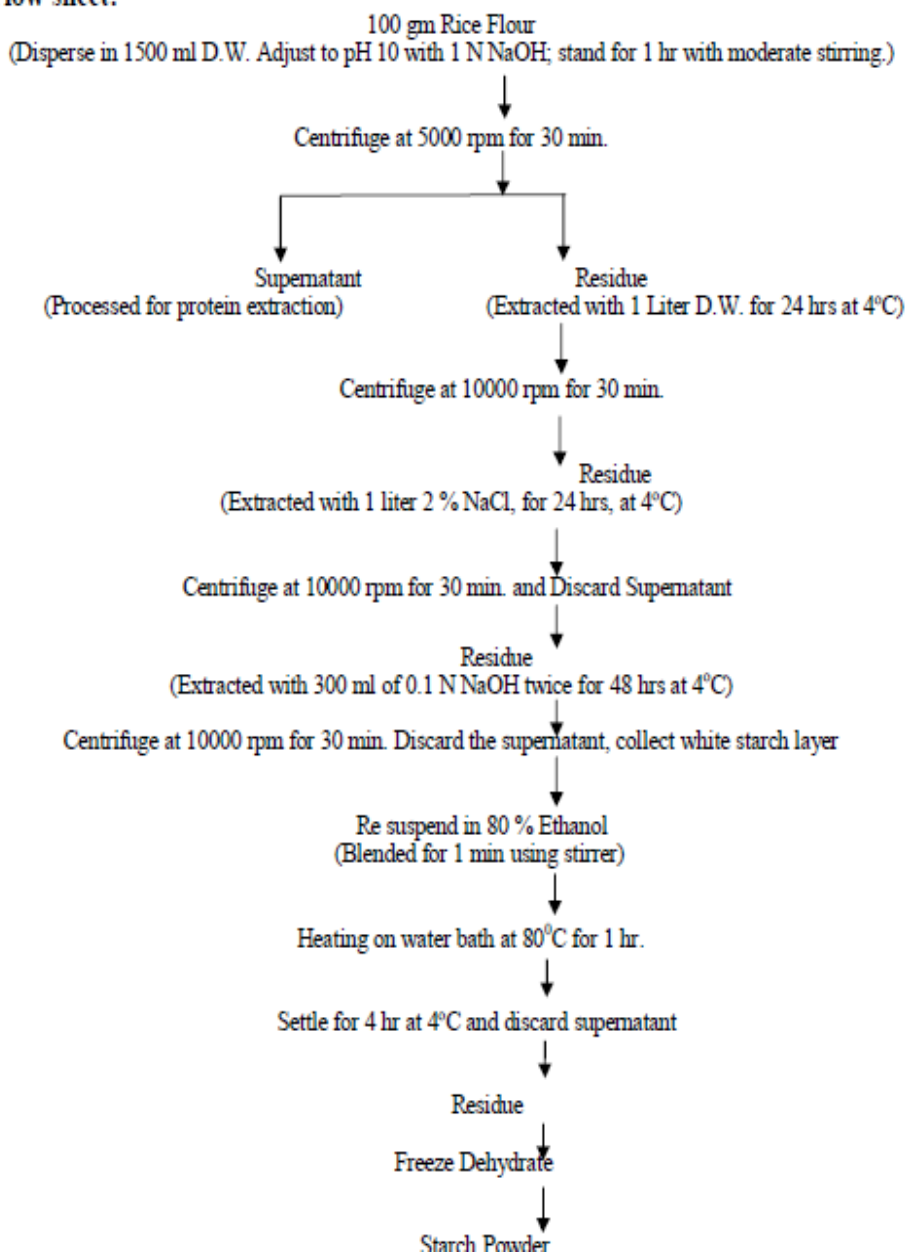 low sheet:
100 gm Rice Flour
(Disperse in 1500 ml D.W. Adjust to pH 10 with 1 N NaOH; stand for 1 hr with moderate stirring.)
Centrifuge at 5000 rpm for 30 min.
Supernatant
(Processed for protein extraction)
Residue
(Extracted with 1 Liter D.W. for 24 hrs at 4°C)
Centrifuge at 10000 rpm for 30 min.
Residue
(Extracted with 1 liter 2 % NaCl, for 24 hrs, at 4°C)
Centrifuge at 10000 rpm for 30 min. and Discard Supernatant
Residue
(Extracted with 300 ml of 0.1 N NaOH twice for 48 hrs at 4°C)
Centrifuge at 10000 rpm for 30 min. Discard the supernatant, collect white starch layer
Re suspend in 80 % Ethanol
(Blended for 1 min using stirrer)
Heating on water bath at 80°C for 1 hr.
Settle for 4 hr at 4°C and discard supernatant
Residue
Freeze Dehydrate
Starch Powder